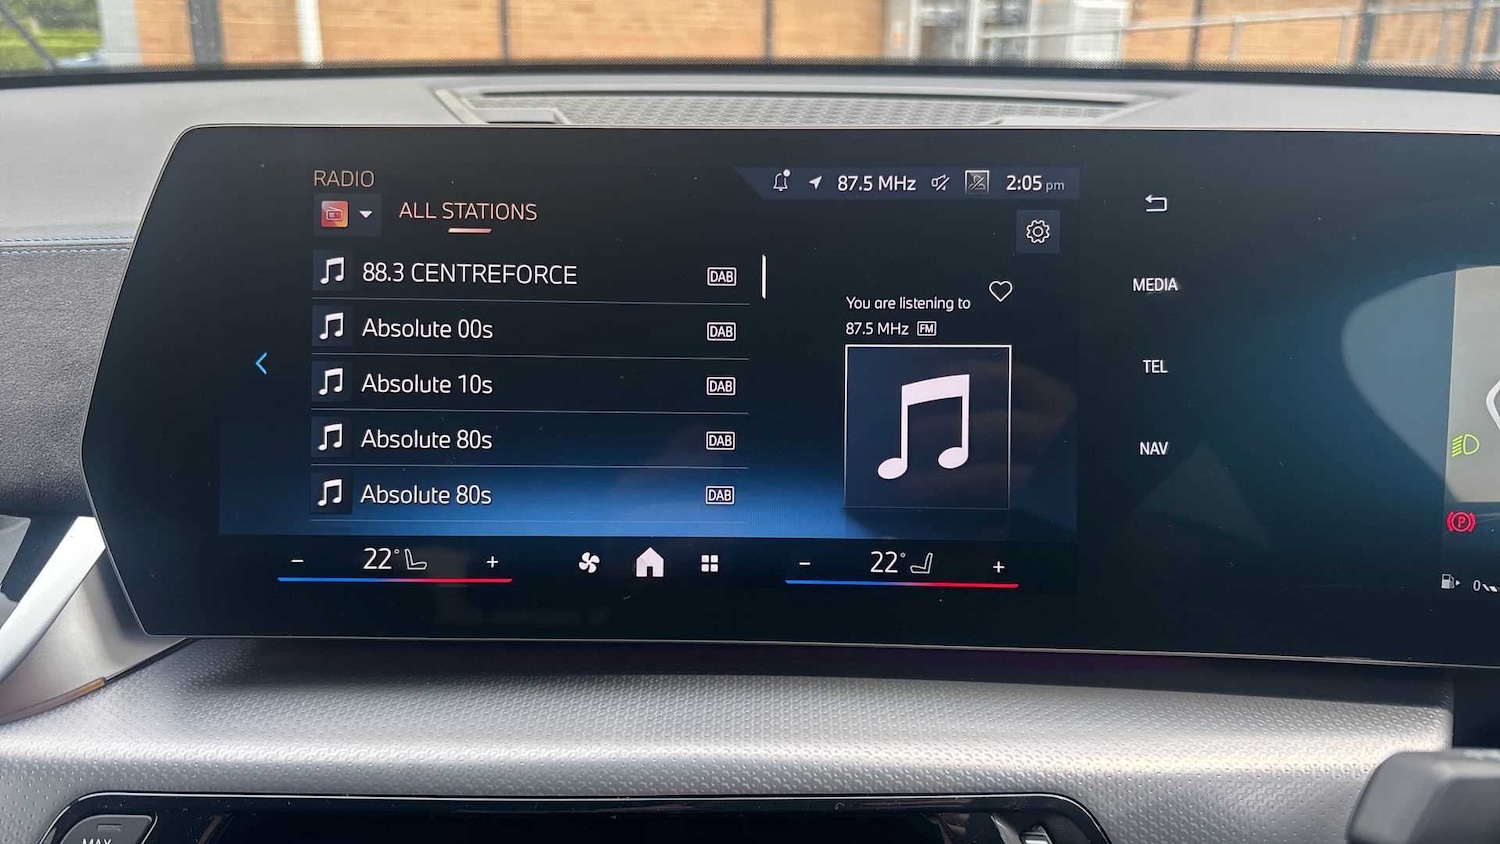 RADIO
87.5 MHz 2:05 pm
ALL STATIONS
88.3 CENTREFORCE DAB
Absolute 00s DAB
Absolute 10s DAB
Absolute 80s DAB
Absolute 80s DAB
You are listening to
87.5 MHz FM
MEDIA
TEL
NAV
− 22° +
− 22° +
P
0
MAX